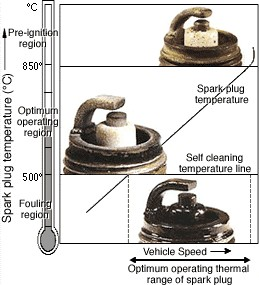 °C
Pre-ignition
region
850°
Spark plug
temperature
Optimum
operating
region
Spark plug temperature (°C)
Self cleaning
temperature line
500°
Fouling
region
Vehicle Speed
Optimum operating thermal
range of spark plug